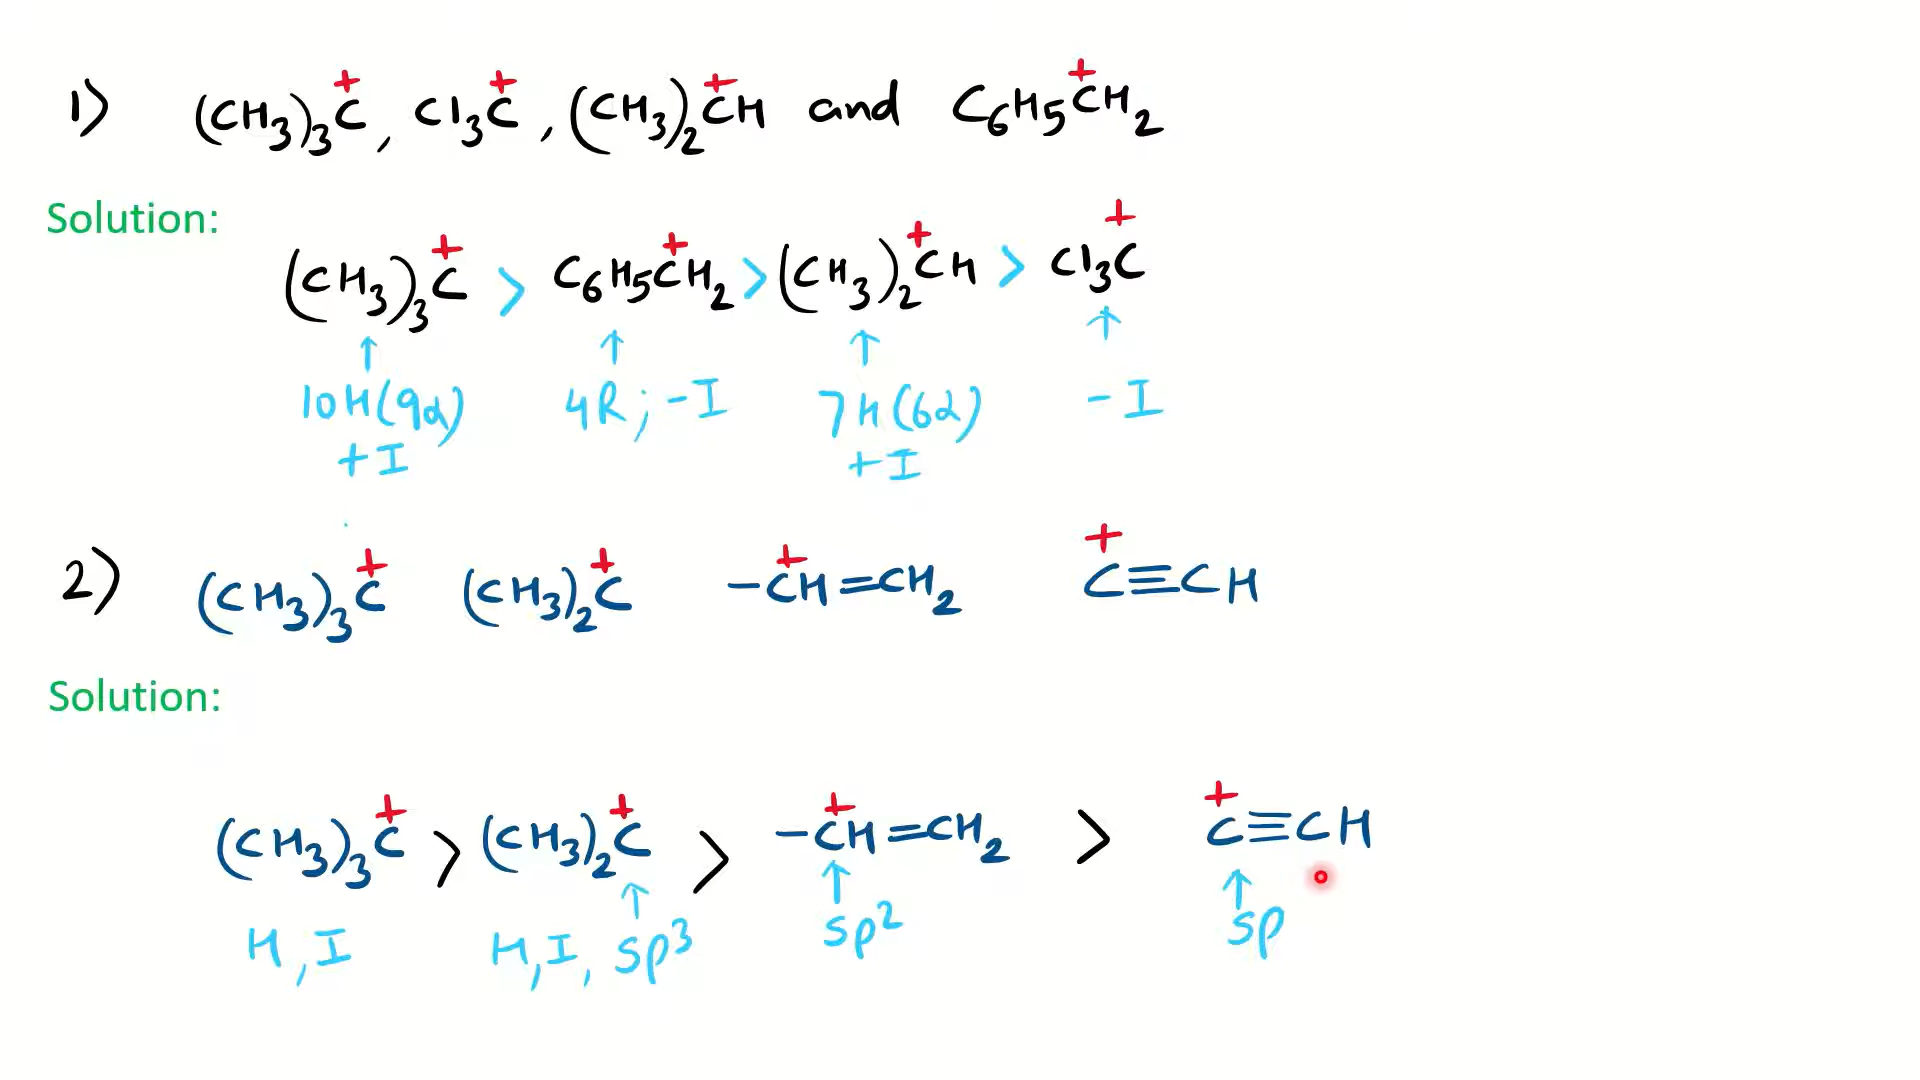 1) (CH₃)₃C⁺, Cl₃C⁺, (CH₃)₂C⁺H and C₆H₅C⁺H₂
Solution:
(CH₃)₃C⁺ > C₆H₅C⁺H₂ > (CH₃)₂C⁺H > Cl₃C⁺
↑ ↑ ↑ ↑
10H(9α) 4R; -I 7H(6α) -I
+I +I
2) (CH₃)₃C⁺ (CH₃)₂C⁺ -C⁺H=CH₂ C⁺≡CH
Solution:
(CH₃)₃C⁺ > (CH₃)₂C⁺ > -C⁺H=CH₂ > C⁺≡CH
↑ ↑ ↑
H, I H, I, sp³ sp² sp